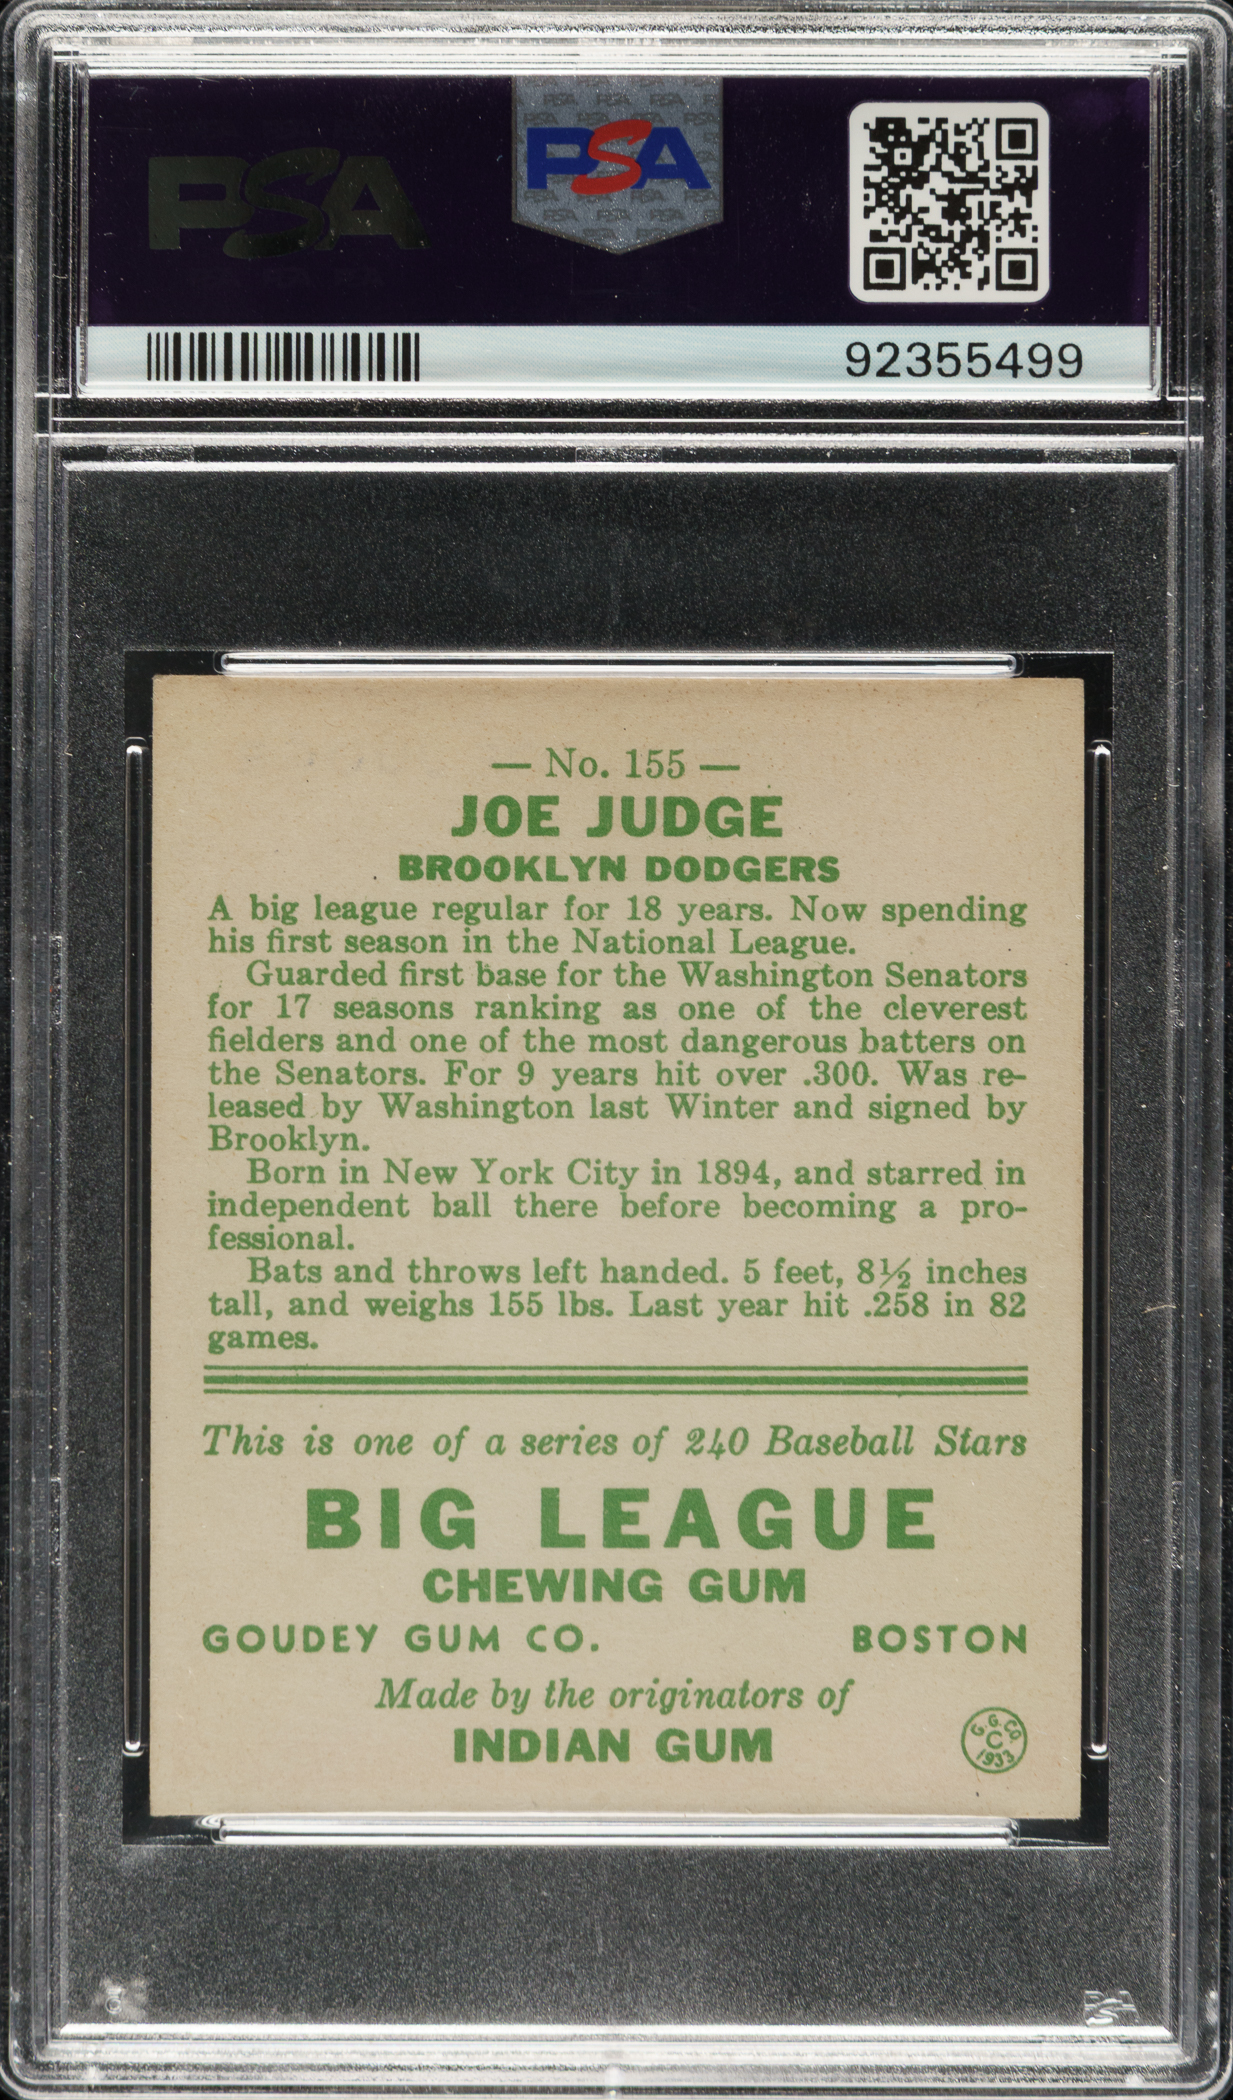 PSA
PSA
92355499
— No. 155 —
JOE JUDGE
BROOKLYN DODGERS
A big league regular for 18 years. Now spending
his first season in the National League.
Guarded first base for the Washington Senators
for 17 seasons ranking as one of the cleverest
fielders and one of the most dangerous batters on
the Senators. For 9 years hit over .300. Was re-
leased by Washington last Winter and signed by
Brooklyn.
Born in New York City in 1894, and starred in
independent ball there before becoming a pro-
fessional.
Bats and throws left handed. 5 feet, 8½ inches
tall, and weighs 155 lbs. Last year hit .258 in 82
games.
This is one of a series of 240 Baseball Stars
BIG LEAGUE
CHEWING GUM
GOUDEY GUM CO. BOSTON
Made by the originators of
INDIAN GUM
G.G.CO.
C
1933
PSA